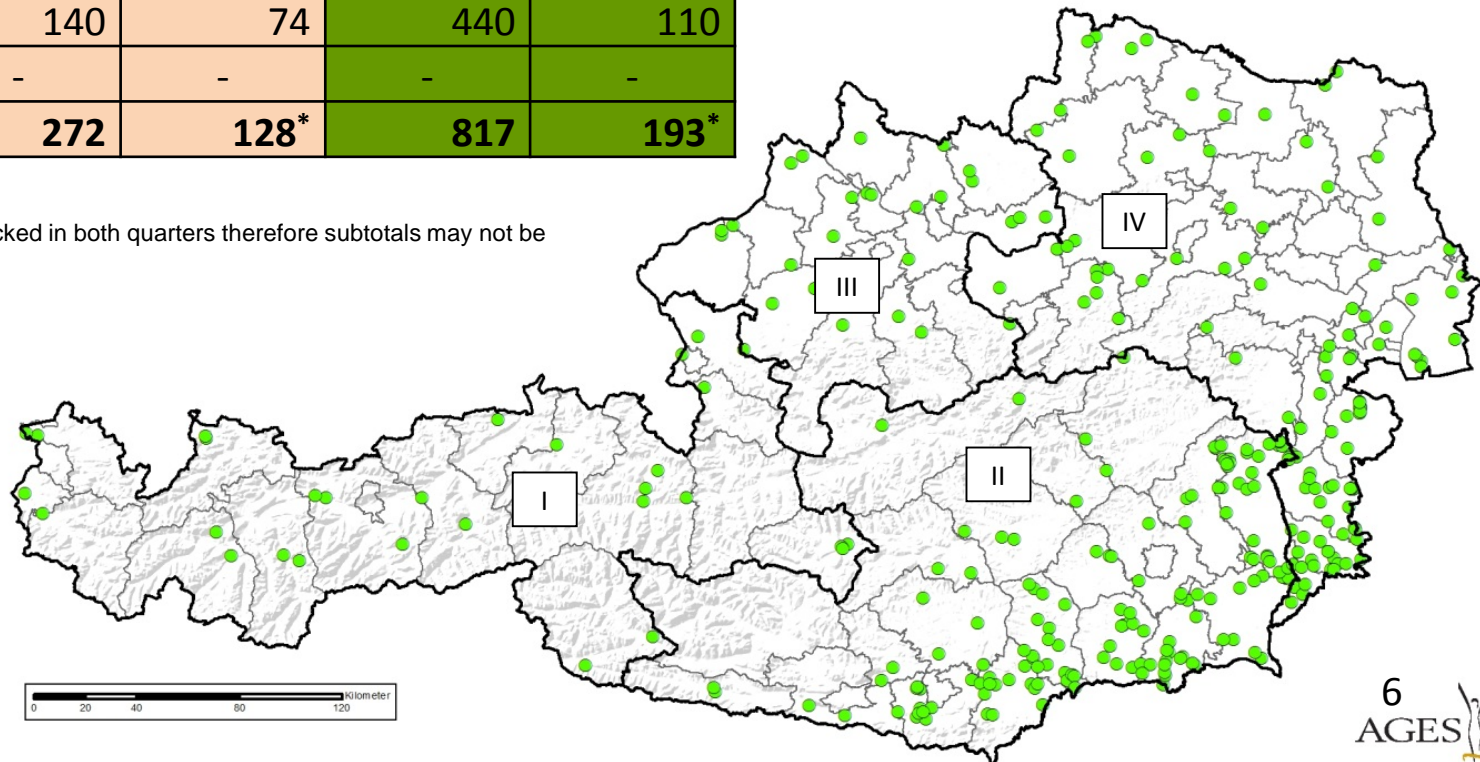 140 74 440 110
- - - -
272 128* 817 193*
cked in both quarters therefore subtotals may not be
IV
III
II
I
Kilometer
0 20 40 80 120
6
AGES